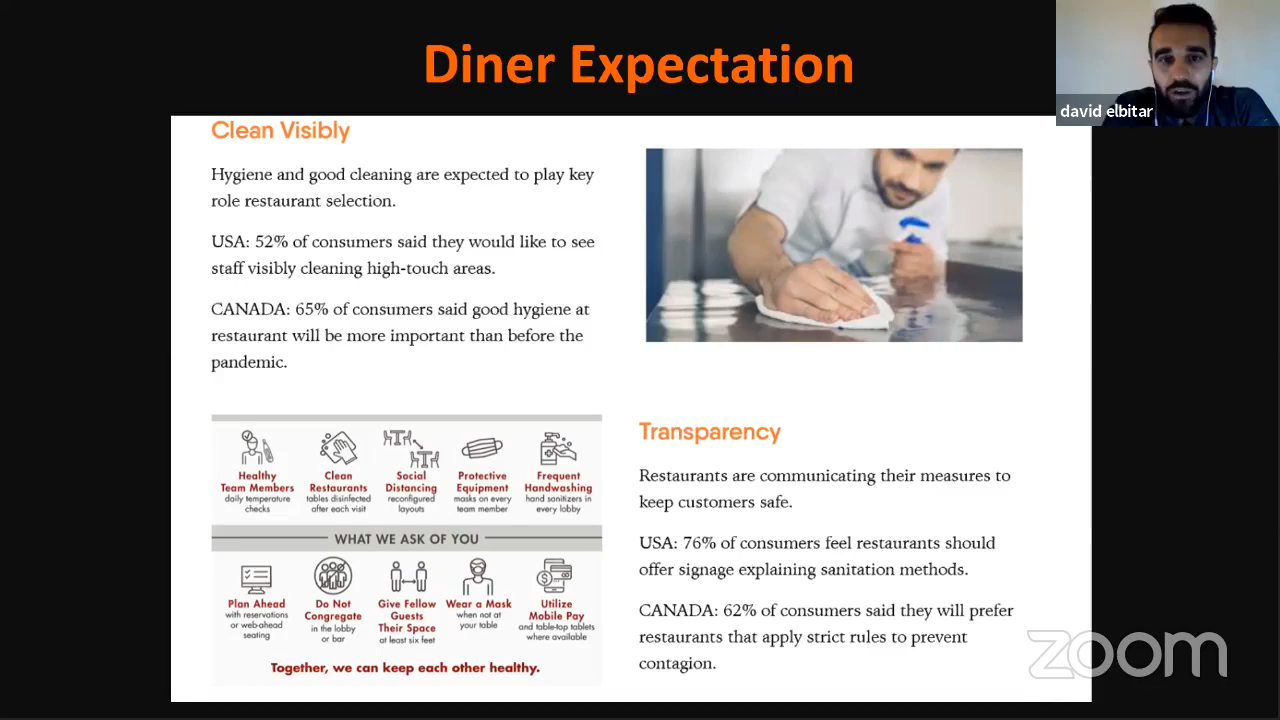 Diner Expectation
david elbitar
Clean Visibly
Hygiene and good cleaning are expected to play key
role restaurant selection.
USA: 52% of consumers said they would like to see
staff visibly cleaning high-touch areas.
CANADA: 65% of consumers said good hygiene at
restaurant will be more important than before the
pandemic.
Healthy
Team Members
daily temperature
checks
Clean
Restaurants
tables disinfected
after each visit
Social
Distancing
reconfigured
layouts
Protective
Equipment
masks on every
team member
Frequent
Handwashing
hand sanitizers in
every lobby
WHAT WE ASK OF YOU
Plan Ahead
with reservations
or web-ahead
seating
Do Not
Congregate
in the lobby
or bar
Give Fellow
Guests
Their Space
at least six feet
Wear a Mask
when not at
your table
Utilize
Mobile Pay
and table-top tablets
where available
Together, we can keep each other healthy.
Transparency
Restaurants are communicating their measures to
keep customers safe.
USA: 76% of consumers feel restaurants should
offer signage explaining sanitation methods.
CANADA: 62% of consumers said they will prefer
restaurants that apply strict rules to prevent
contagion.
zoom